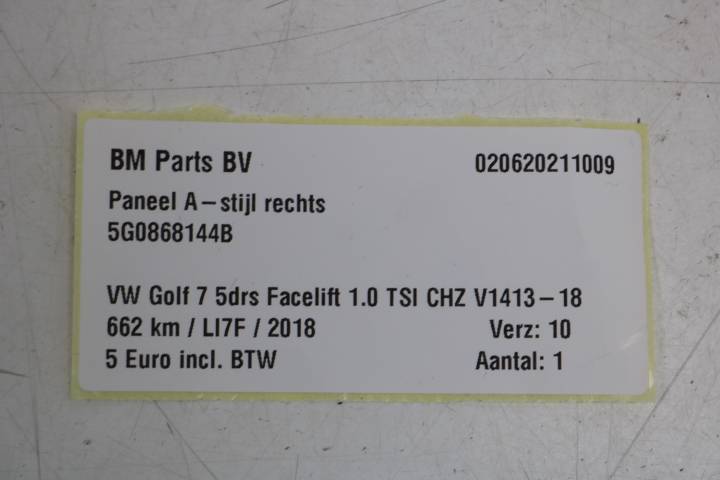 BM Parts BV 020620211009
Paneel A-stijl rechts
5G0868144B
VW Golf 7 5drs Facelift 1.0 TSI CHZ V1413-18
662 km / LI7F / 2018 Verz: 10
5 Euro incl. BTW Aantal: 1